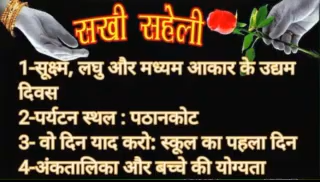 सखी सहेली
1-सूक्ष्म, लघु और मध्यम आकार के उद्यम
दिवस
2-पर्यटन स्थल : पठानकोट
3- वो दिन याद करो: स्कूल का पहला दिन
4-अंकतालिका और बच्चे की योग्यता